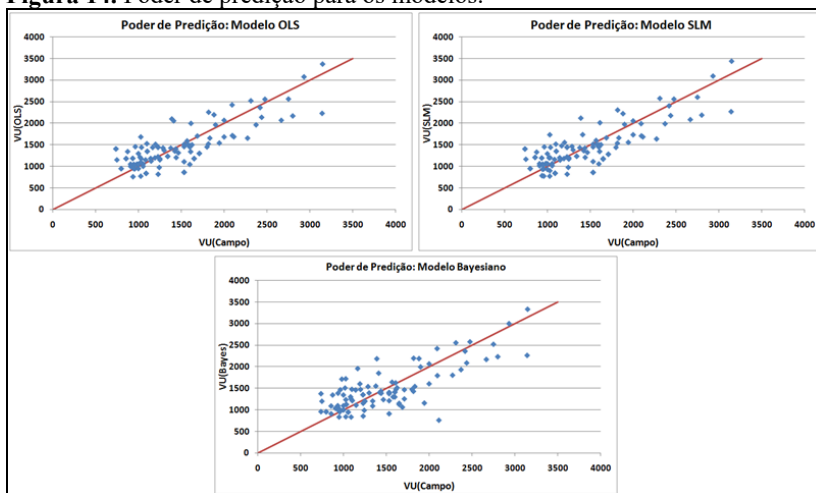 Figura 14. Poder de predição para os modelos.
Poder de Predição: Modelo OLS
VU(OLS)
4000
3500
3000
2500
2000
1500
1000
500
0
0 500 1000 1500 2000 2500 3000 3500 4000
VU(Campo)
Poder de Predição: Modelo SLM
VU(SLM)
4000
3500
3000
2500
2000
1500
1000
500
0
0 500 1000 1500 2000 2500 3000 3500 4000
VU(Campo)
Poder de Predição: Modelo Bayesiano
VU(Bayes)
4000
3500
3000
2500
2000
1500
1000
500
0
0 500 1000 1500 2000 2500 3000 3500 4000
VU(Campo)